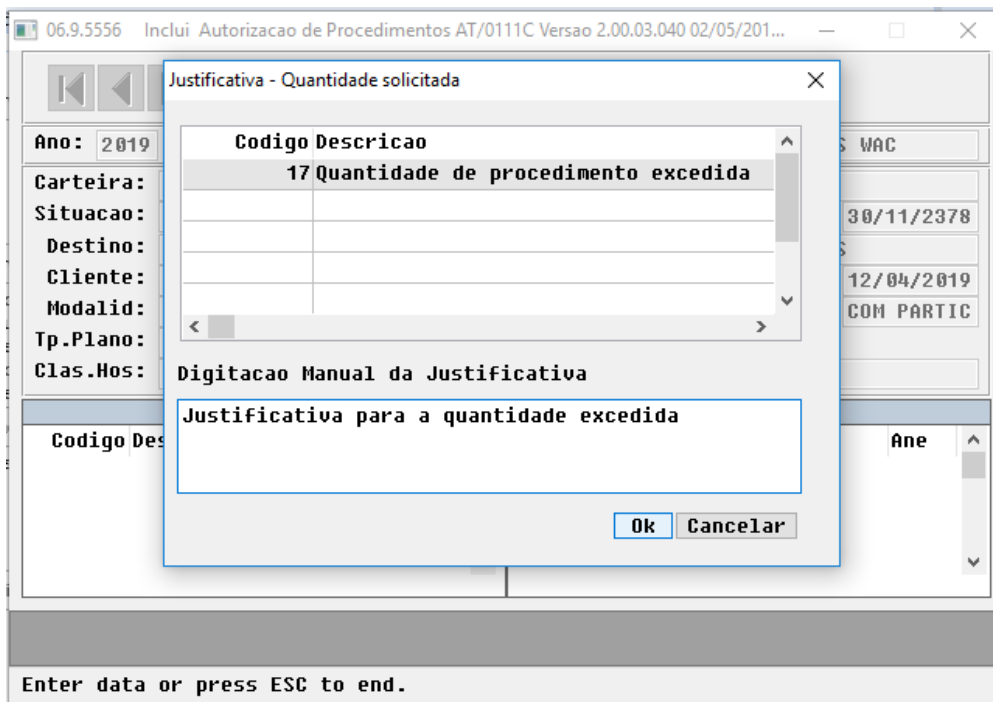 06.9.5556 Inclui Autorizacao de Procedimentos AT/0111C Versao 2.00.03.040 02/05/201...
Justificativa - Quantidade solicitada
Ano: 2019
WAC
Codigo Descricao
17 Quantidade de procedimento excedida
Carteira:
Situacao:
30/11/2378
Destino:
Cliente:
12/04/2019
Modalid:
COM PARTIC
Tp.Plano:
Clas.Hos:
Digitacao Manual da Justificativa
Justificativa para a quantidade excedida
Codigo Des
Ane
Ok Cancelar
Enter data or press ESC to end.